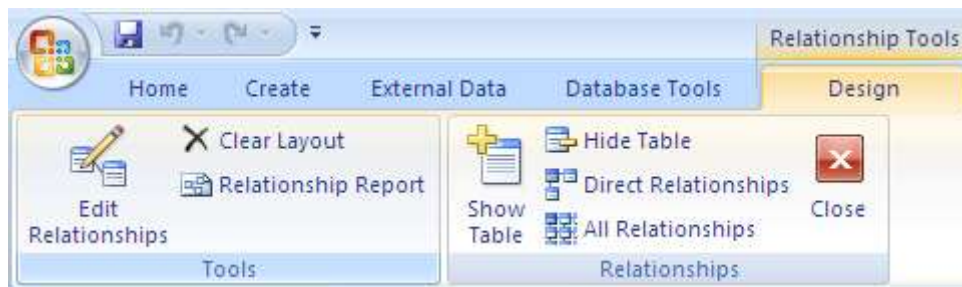 Relationship Tools
Home Create External Data Database Tools Design
Clear Layout
Relationship Report
Edit
Relationships
Tools
Show
Table
Hide Table
Direct Relationships
All Relationships
Close
Relationships